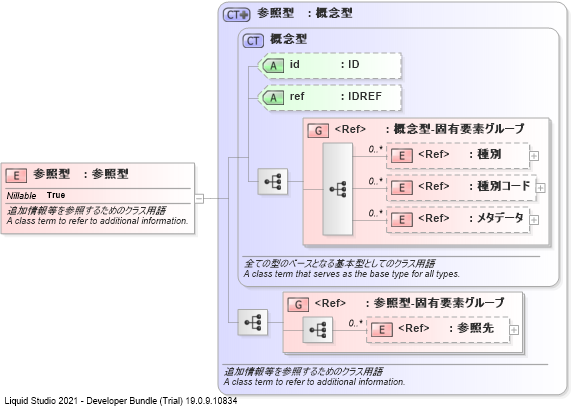 CT 参照型 : 概念型
CT 概念型
A id : ID
A ref : IDREF
G <Ref> : 概念型-固有要素グループ
0..*
E <Ref> : 種別
0..*
E <Ref> : 種別コード
0..*
E <Ref> : メタデータ
E 参照型 : 参照型
Nillable True
追加情報等を参照するためのクラス用語
A class term to refer to additional information.
全ての型のベースとなる基本型としてのクラス用語
A class term that serves as the base type for all types.
G <Ref> : 参照型-固有要素グループ
0..*
E <Ref> : 参照先
追加情報等を参照するためのクラス用語
A class term to refer to additional information.
Liquid Studio 2021 - Developer Bundle (Trial) 19.0.9.10834